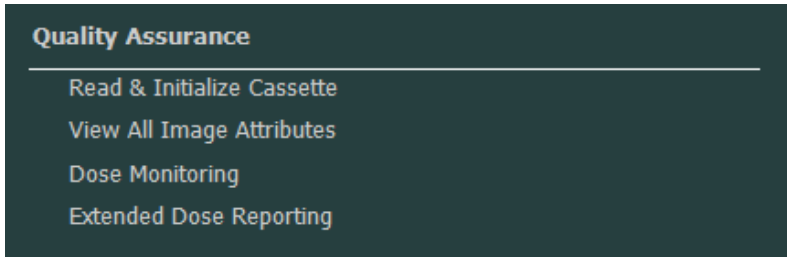 Quality Assurance
Read & Initialize Cassette
View All Image Attributes
Dose Monitoring
Extended Dose Reporting